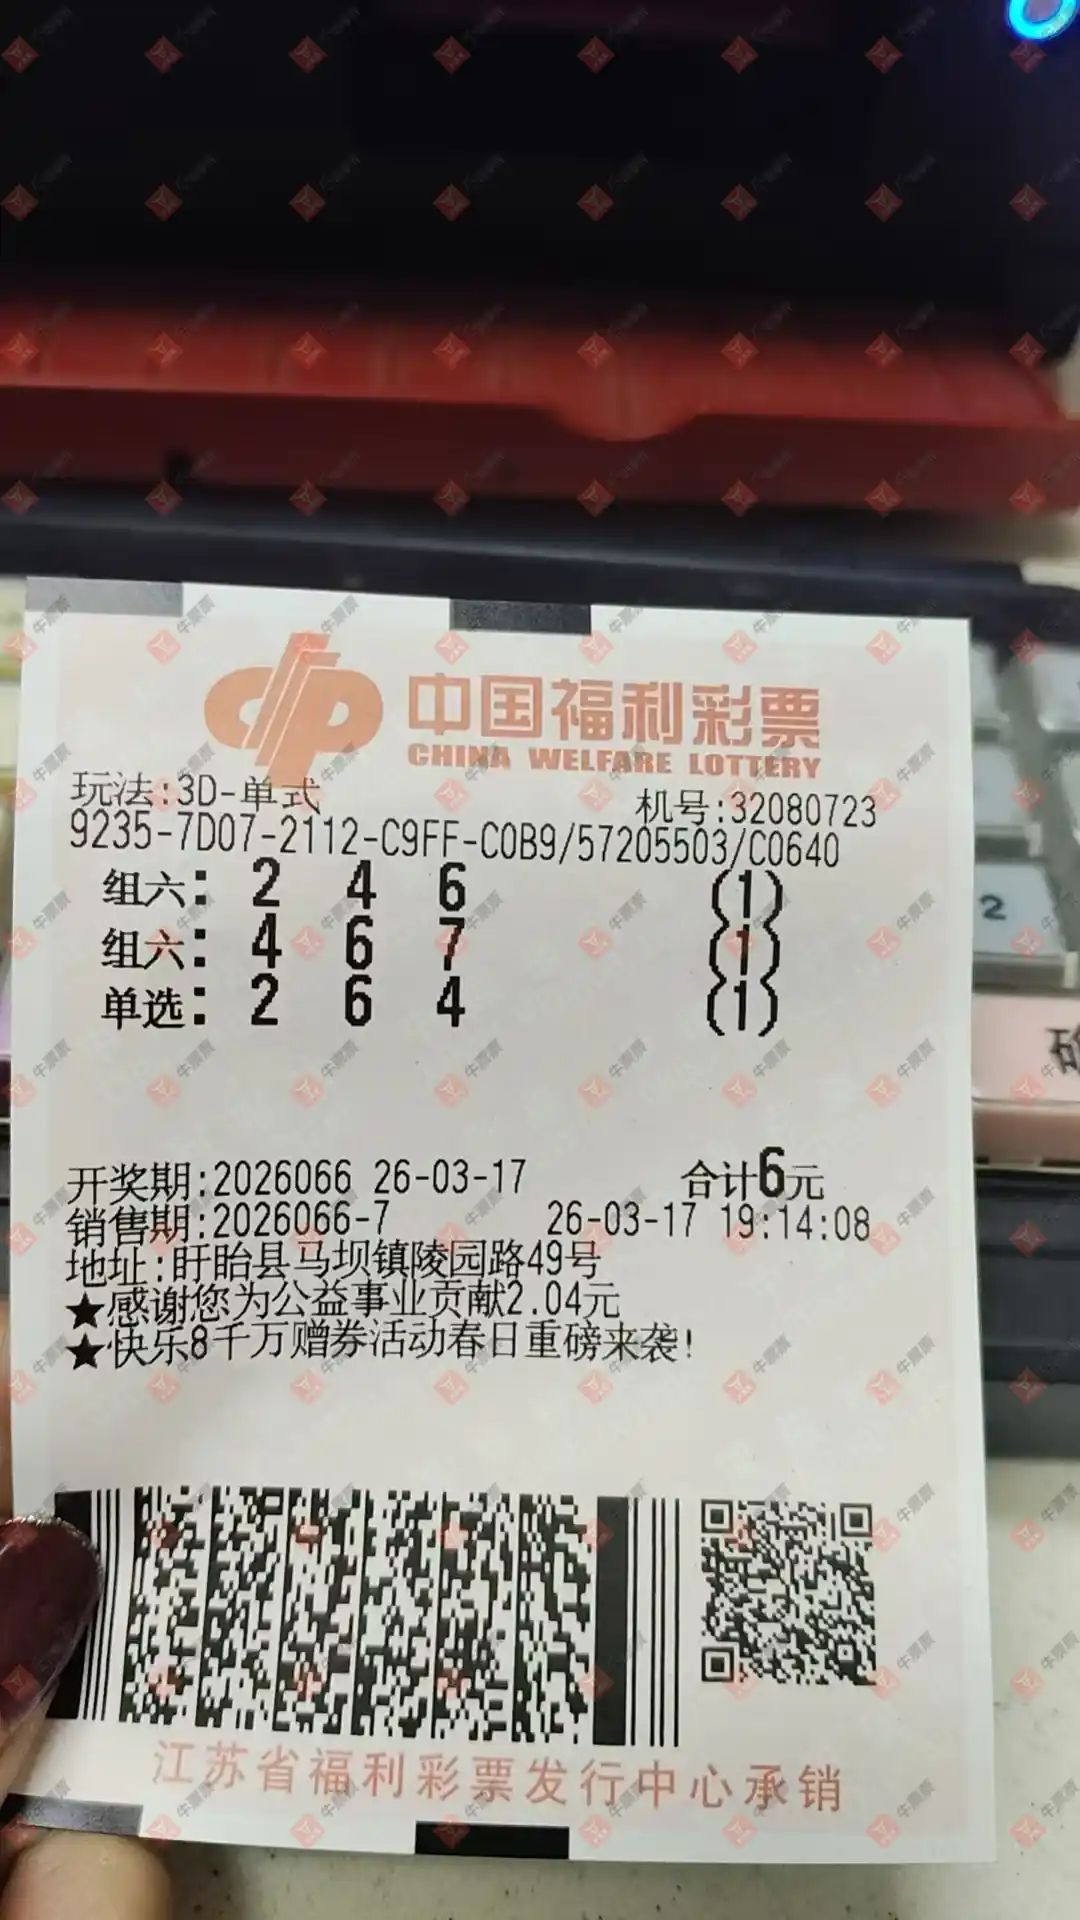 中国福利彩票
CHINA WELFARE LOTTERY
玩法:3D-单式 机号:32080723
9235-7D07-2112-C9FF-C0B9/57205503/C0640
组六: 2 4 6 (1)
组六: 4 6 7 (1)
单选: 2 6 4 (1)
开奖期:2026066 26-03-17 合计6元
销售期:2026066-7 26-03-17 19:14:08
地址:盱眙县马坝镇陵园路49号
★感谢您为公益事业贡献2.04元
★快乐8千万赠券活动春日重磅来袭!
江苏省福利彩票发行中心承销
2
牛票票